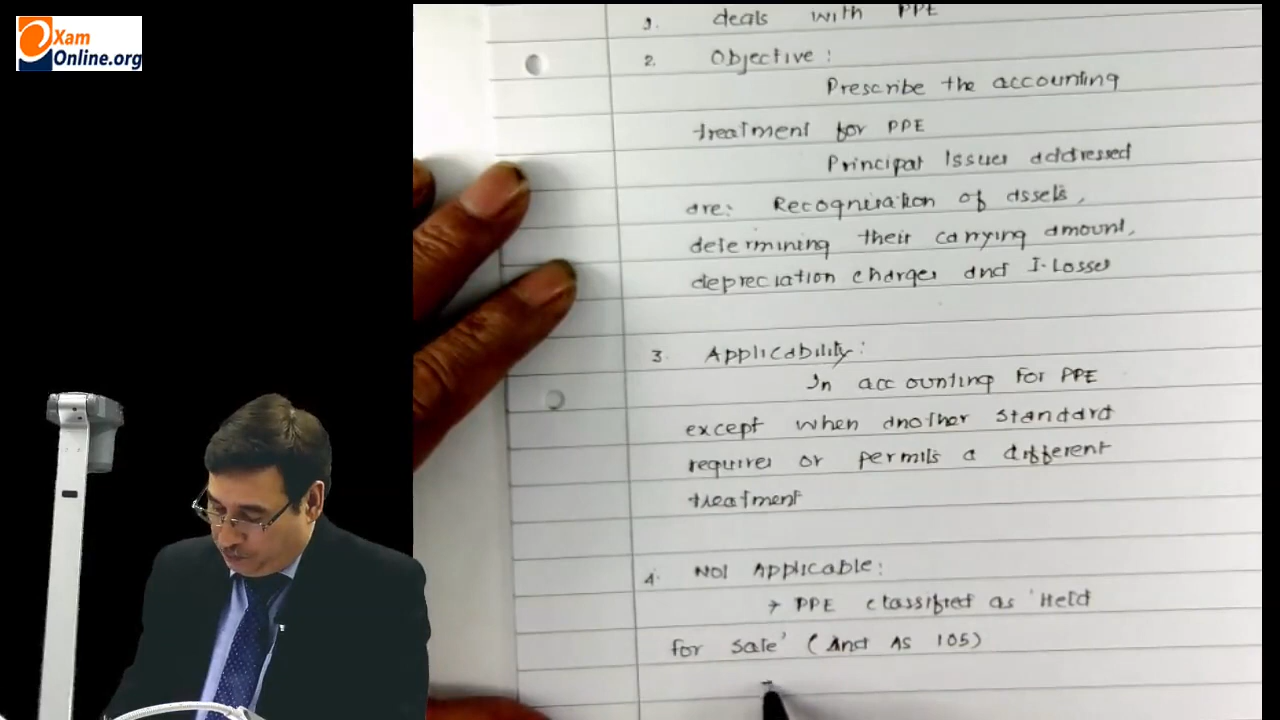 Xam
Online.org
1. deals with PPE
2. Objective:
Prescribe the accounting
treatment for PPE
Principal Issues addressed
are: Recognisation of assets,
determining their carrying amount,
depreciation charges and I.Losses
3. Applicability:
In accounting for PPE
except when another standard
requires or permits a different
treatment
4. Not Applicable:
→ PPE classified as 'Held
for sale' (Ind AS 105)